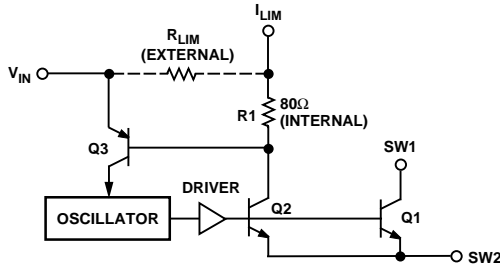 I_LIM
R_LIM
(EXTERNAL)
V_IN
R1
80Ω
(INTERNAL)
Q3
SW1
DRIVER
Q2
Q1
OSCILLATOR
SW2